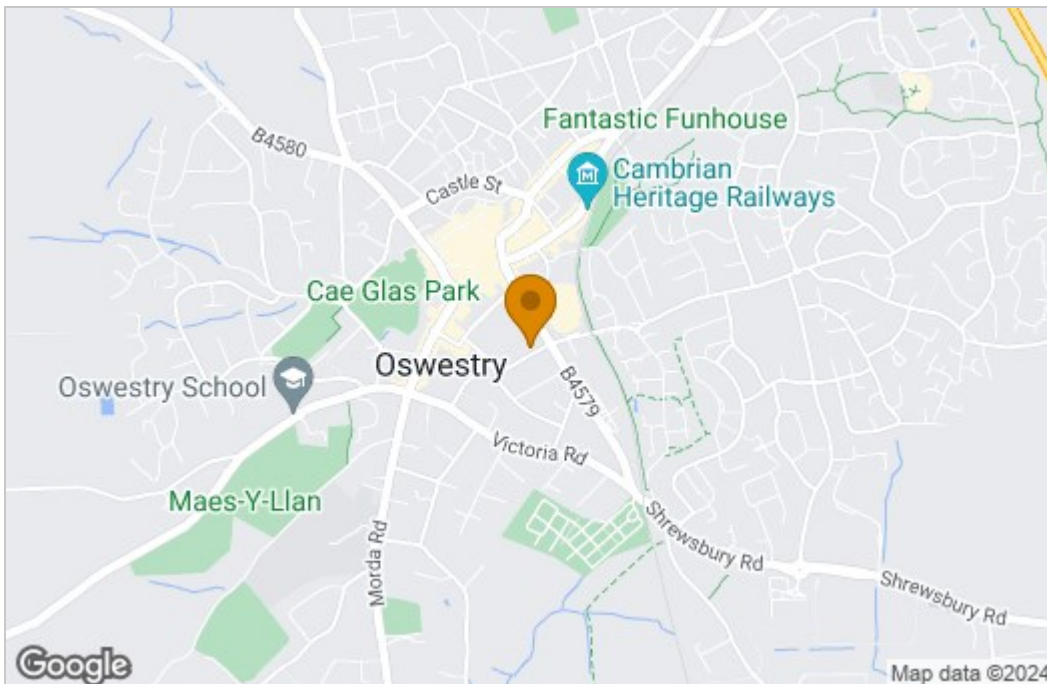 B4580
Fantastic Funhouse
Castle St
Cambrian
Heritage Railways
Cae Glas Park
Oswestry
Oswestry School
B4579
Victoria Rd
Maes-Y-Llan
Morda Rd
Shrewsbury Rd
Shrewsbury Rd
Google
Map data ©2024